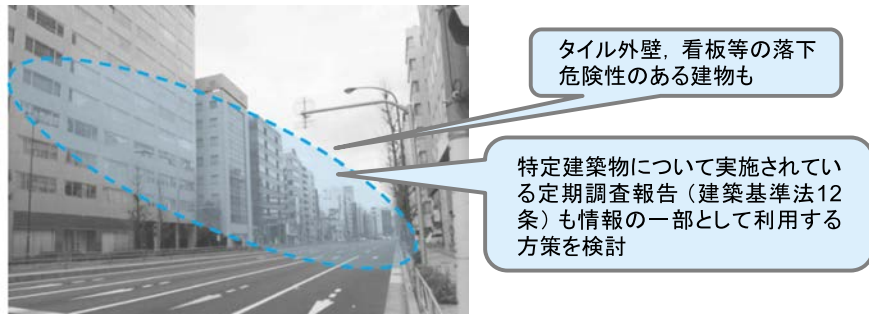 タイル外壁，看板等の落下
危険性のある建物も
特定建築物について実施されてい
る定期調査報告（建築基準法12
条）も情報の一部として利用する
方策を検討